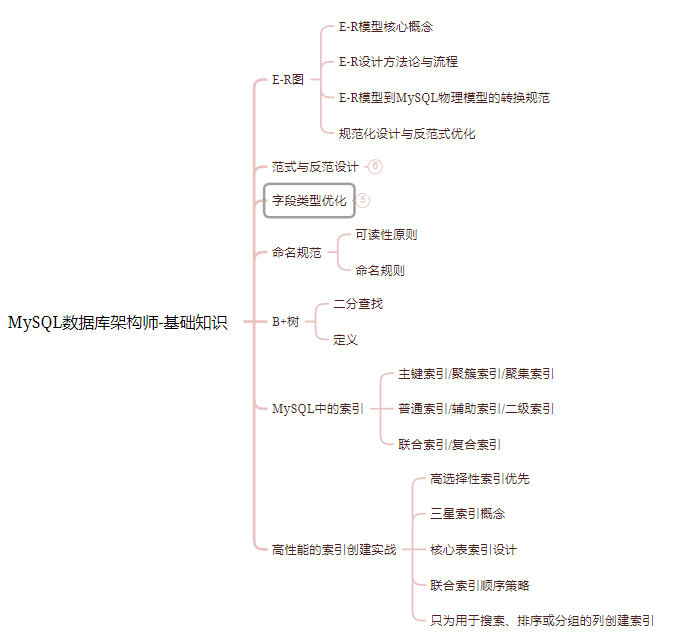 MySQL数据库架构师-基础知识
E-R图
E-R模型核心概念
E-R设计方法论与流程
E-R模型到MySQL物理模型的转换规范
规范化设计与反范式优化
范式与反范设计 6
字段类型优化 5
命名规范
可读性原则
命名规则
B+树
二分查找
定义
MySQL中的索引
主键索引/聚簇索引/聚集索引
普通索引/辅助索引/二级索引
联合索引/复合索引
高性能的索引创建实战
高选择性索引优先
三星索引概念
核心表索引设计
联合索引顺序策略
只为用于搜索、排序或分组的列创建索引